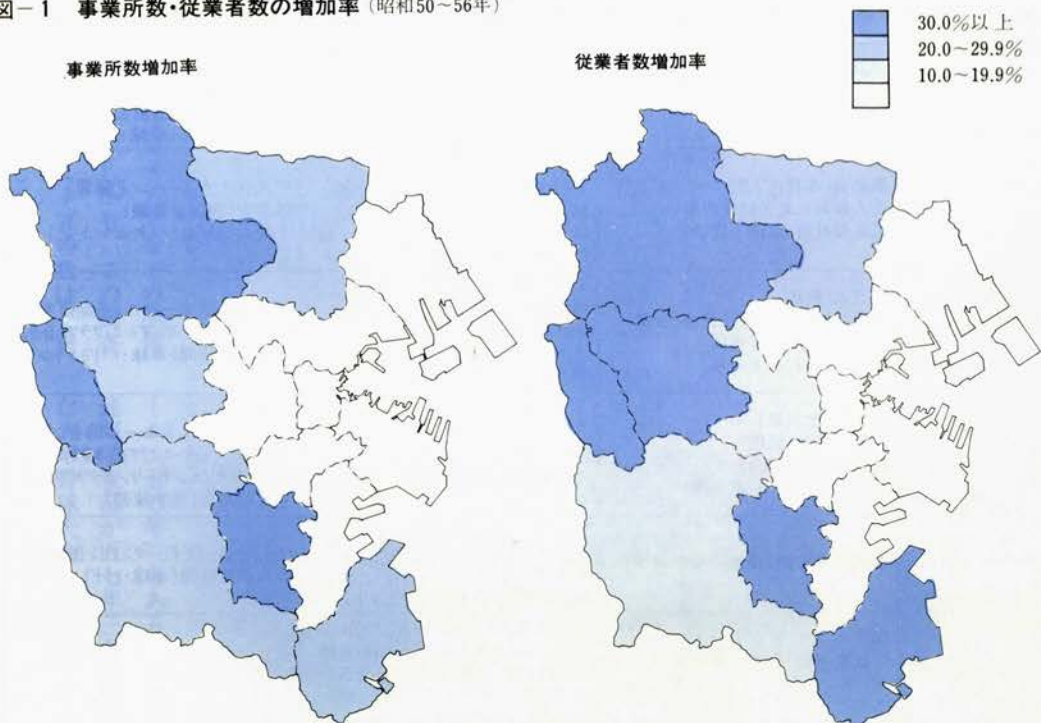 図－1 事業所数・従業者数の増加率（昭和50～56年）
30.0％以上
20.0～29.9％
10.0～19.9％
事業所数増加率
従業者数増加率